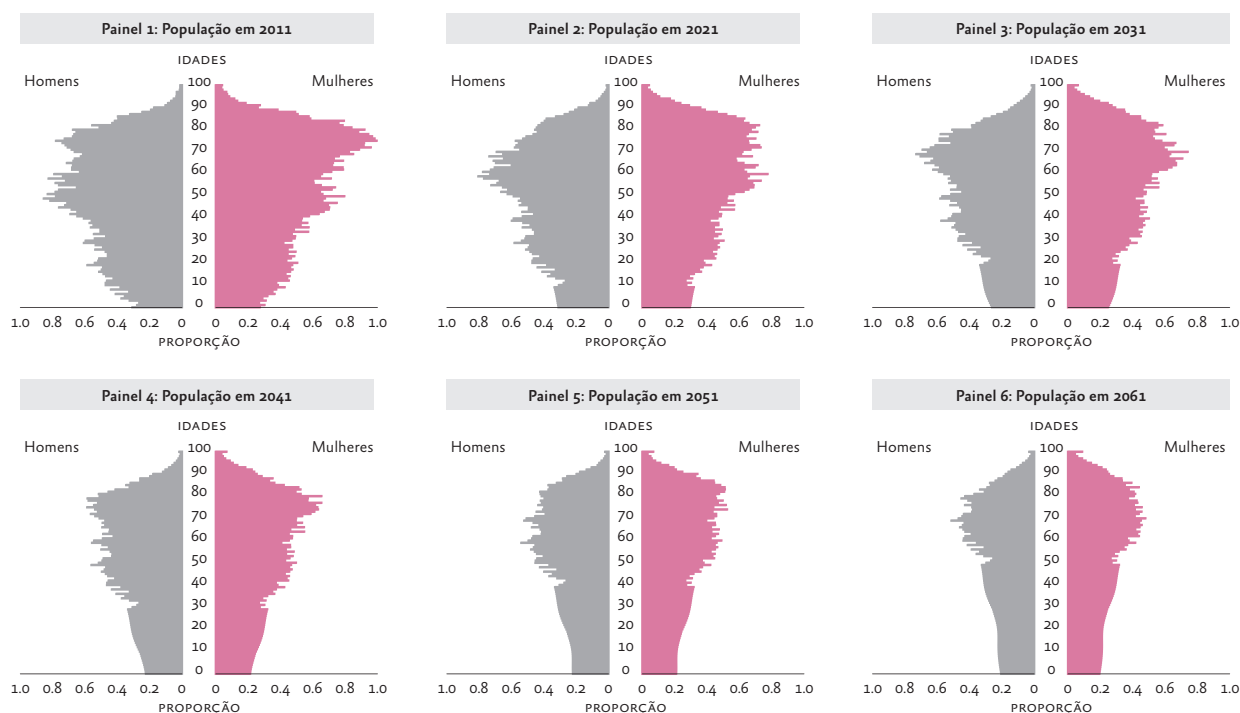 Painel 1: População em 2011
IDADES
Homens
Mulheres
100
90
80
70
60
50
40
30
20
10
0
1.0 0.8 0.6 0.4 0.2 0 0 0.2 0.4 0.6 0.8 1.0
PROPORÇÃO
Painel 2: População em 2021
IDADES
Homens
Mulheres
100
90
80
70
60
50
40
30
20
10
0
1.0 0.8 0.6 0.4 0.2 0 0 0.2 0.4 0.6 0.8 1.0
PROPORÇÃO
Painel 3: População em 2031
IDADES
Homens
Mulheres
100
90
80
70
60
50
40
30
20
10
0
1.0 0.8 0.6 0.4 0.2 0 0 0.2 0.4 0.6 0.8 1.0
PROPORÇÃO
Painel 4: População em 2041
IDADES
Homens
Mulheres
100
90
80
70
60
50
40
30
20
10
0
1.0 0.8 0.6 0.4 0.2 0 0 0.2 0.4 0.6 0.8 1.0
PROPORÇÃO
Painel 5: População em 2051
IDADES
Homens
Mulheres
100
90
80
70
60
50
40
30
20
10
0
1.0 0.8 0.6 0.4 0.2 0 0 0.2 0.4 0.6 0.8 1.0
PROPORÇÃO
Painel 6: População em 2061
IDADES
Homens
Mulheres
100
90
80
70
60
50
40
30
20
10
0
1.0 0.8 0.6 0.4 0.2 0 0 0.2 0.4 0.6 0.8 1.0
PROPORÇÃO